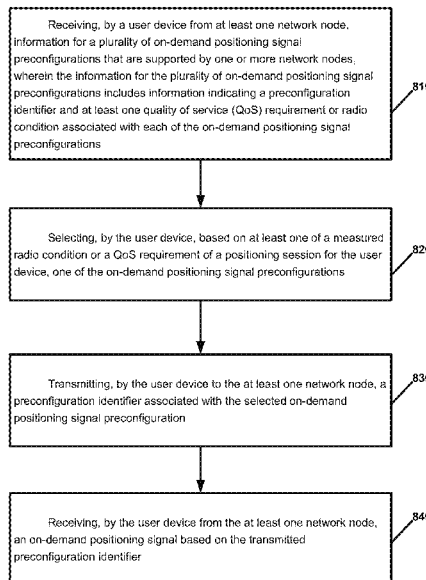 Receiving, by a user device from at least one network node,
information for a plurality of on-demand positioning signal
preconfigurations that are supported by one or more network nodes;
wherein the information for the plurality of on-demand positioning signal
preconfigurations includes information indicating a preconfiguration
identifier and at least one quality of service (QoS) requirement or radio
condition associated with each of the on-demand positioning signal
preconfigurations
Selecting, by the user device, based on at least one of a measured
radio condition or a QoS requirement of a positioning session for the user
device, one of the on-demand positioning signal preconfigurations
Transmitting, by the user device to the at least one network node, a
preconfiguration identifier associated with the selected on-demand
positioning signal preconfiguration
Receiving, by the user device from the at least one network node,
an on-demand positioning signal based on the transmitted
preconfiguration identifier